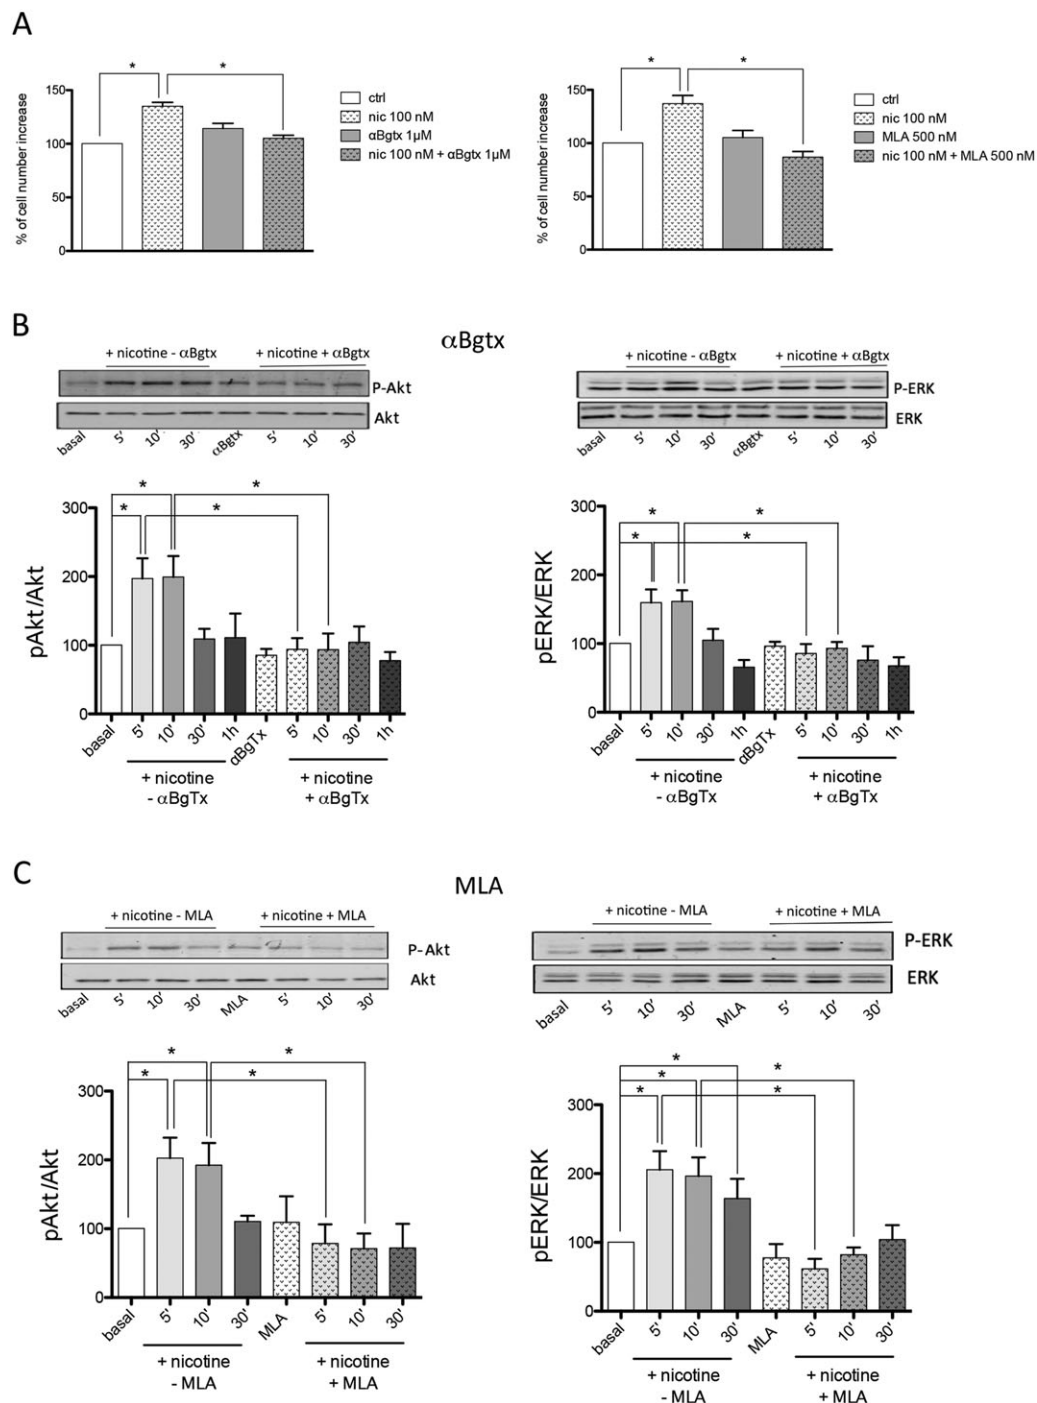 A
* *
% of cell number increase
150
100
50
0
ctrl
nic 100 nM
αBgtx 1µM
nic 100 nM + αBgtx 1µM
* *
% of cell number increase
150
100
50
0
ctrl
nic 100 nM
MLA 500 nM
nic 100 nM + MLA 500 nM
B
αBgtx
+ nicotine - αBgtx + nicotine + αBgtx
P-Akt
Akt
basal 5' 10' 30' αBgtx 5' 10' 30'
+ nicotine - αBgtx + nicotine + αBgtx
P-ERK
ERK
basal 5' 10' 30' αBgtx 5' 10' 30'
* *
* *
pAkt/Akt
300
200
100
0
basal 5' 10' 30' 1h αBgTx 5' 10' 30' 1h
+ nicotine + nicotine
- αBgTx + αBgTx
* *
* *
pERK/ERK
300
200
100
0
basal 5' 10' 30' 1h αBgTx 5' 10' 30' 1h
+ nicotine + nicotine
- αBgTx + αBgTx
C
MLA
+ nicotine - MLA + nicotine + MLA
P-Akt
Akt
basal 5' 10' 30' MLA 5' 10' 30'
+ nicotine - MLA + nicotine + MLA
P-ERK
ERK
basal 5' 10' 30' MLA 5' 10' 30'
* *
* *
pAkt/Akt
300
200
100
0
basal 5' 10' 30' MLA 5' 10' 30'
+ nicotine + nicotine
- MLA + MLA
*
* *
* *
pERK/ERK
300
200
100
0
basal 5' 10' 30' MLA 5' 10' 30'
+ nicotine + nicotine
- MLA + MLA